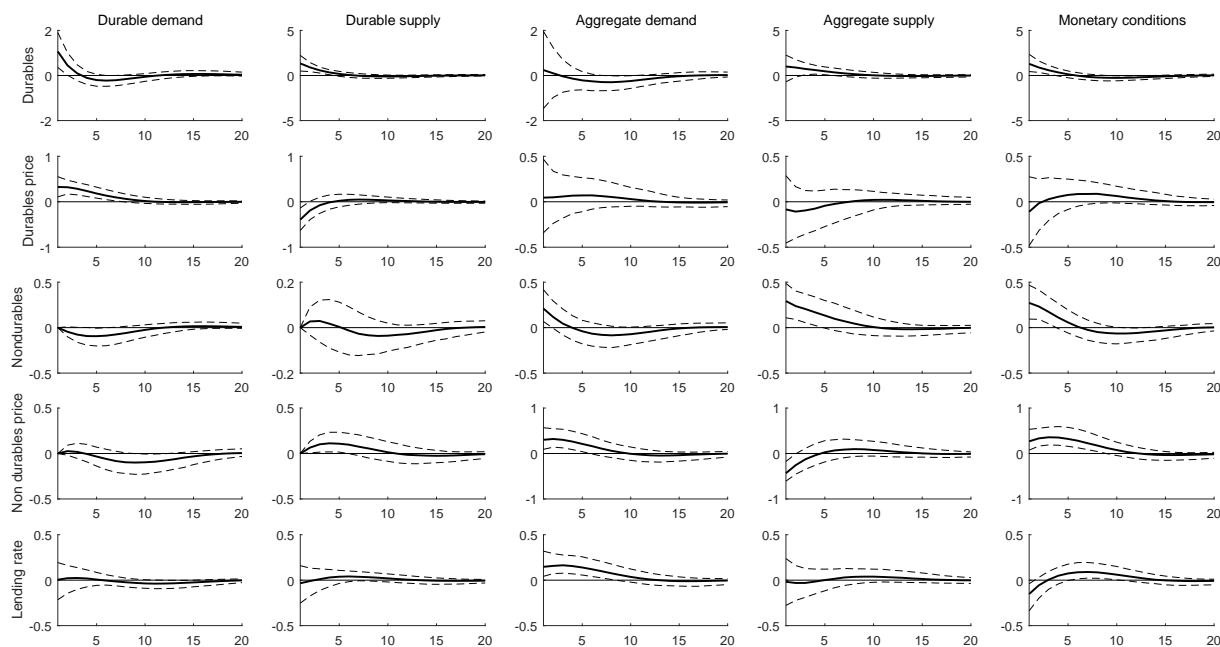 Durable demand
Durable supply
Aggregate demand
Aggregate supply
Monetary conditions
Durables
2 0 -2
5 10 15 20
5 0 -5
5 10 15 20
2 0 -2
5 10 15 20
5 0 -5
5 10 15 20
5 0 -5
5 10 15 20
Durables price
1 0 -1
5 10 15 20
1 0 -1
5 10 15 20
0.5 0 -0.5
5 10 15 20
0.5 0 -0.5
5 10 15 20
0.5 0 -0.5
5 10 15 20
Nondurables
0.5 0 -0.5
5 10 15 20
0.2 0 -0.2
5 10 15 20
0.5 0 -0.5
5 10 15 20
0.5 0 -0.5
5 10 15 20
0.5 0 -0.5
5 10 15 20
Non durables price
0.5 0 -0.5
5 10 15 20
0.5 0 -0.5
5 10 15 20
1 0 -1
5 10 15 20
1 0 -1
5 10 15 20
1 0 -1
5 10 15 20
Lending rate
0.5 0 -0.5
5 10 15 20
0.5 0 -0.5
5 10 15 20
0.5 0 -0.5
5 10 15 20
0.5 0 -0.5
5 10 15 20
0.5 0 -0.5
5 10 15 20